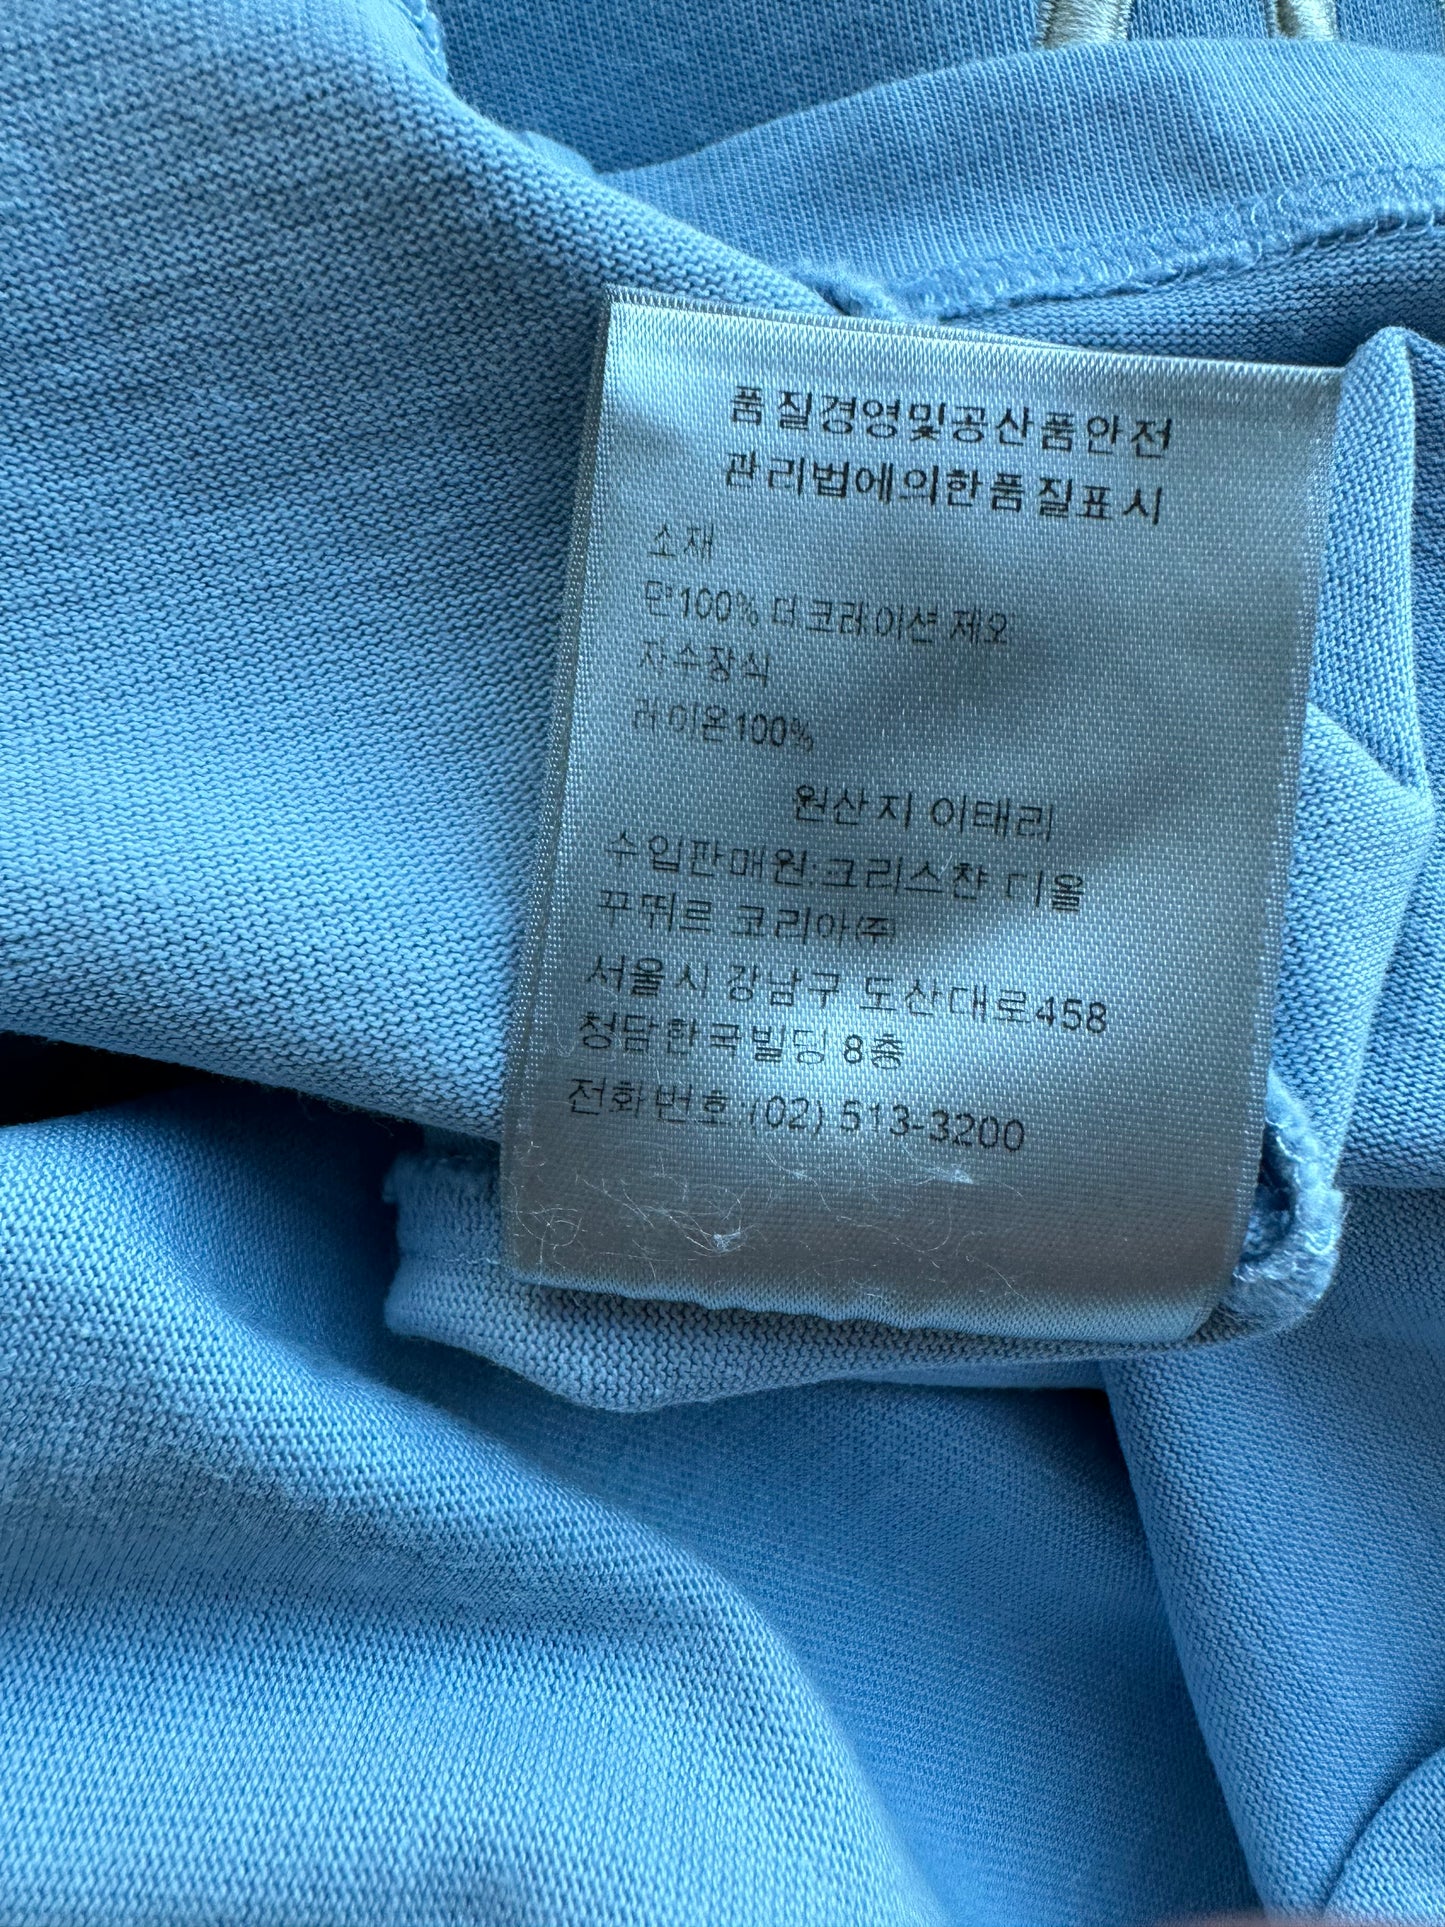 품질경영및공산품안전
관리법에의한품질표시
소재
면100% 데코레이션 제외
자수장식
레이온100%
원산지 이태리
수입판매원:크리스챤 디올
꾸뛰르 코리아(주)
서울시 강남구 도산대로458
청담한국빌딩 8층
전화번호:(02) 513-3200